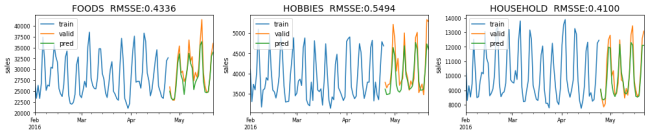 FOODS RMSSE:0.4336
train
valid
pred
sales
40000
37500
35000
32500
30000
27500
25000
22500
20000
Feb
2016
Mar
Apr
May
HOBBIES RMSSE:0.5494
train
valid
pred
sales
5000
4000
3000
Feb
2016
Mar
Apr
May
HOUSEHOLD RMSSE:0.4100
train
valid
pred
sales
14000
13000
12000
11000
10000
9000
8000
Feb
2016
Mar
Apr
May